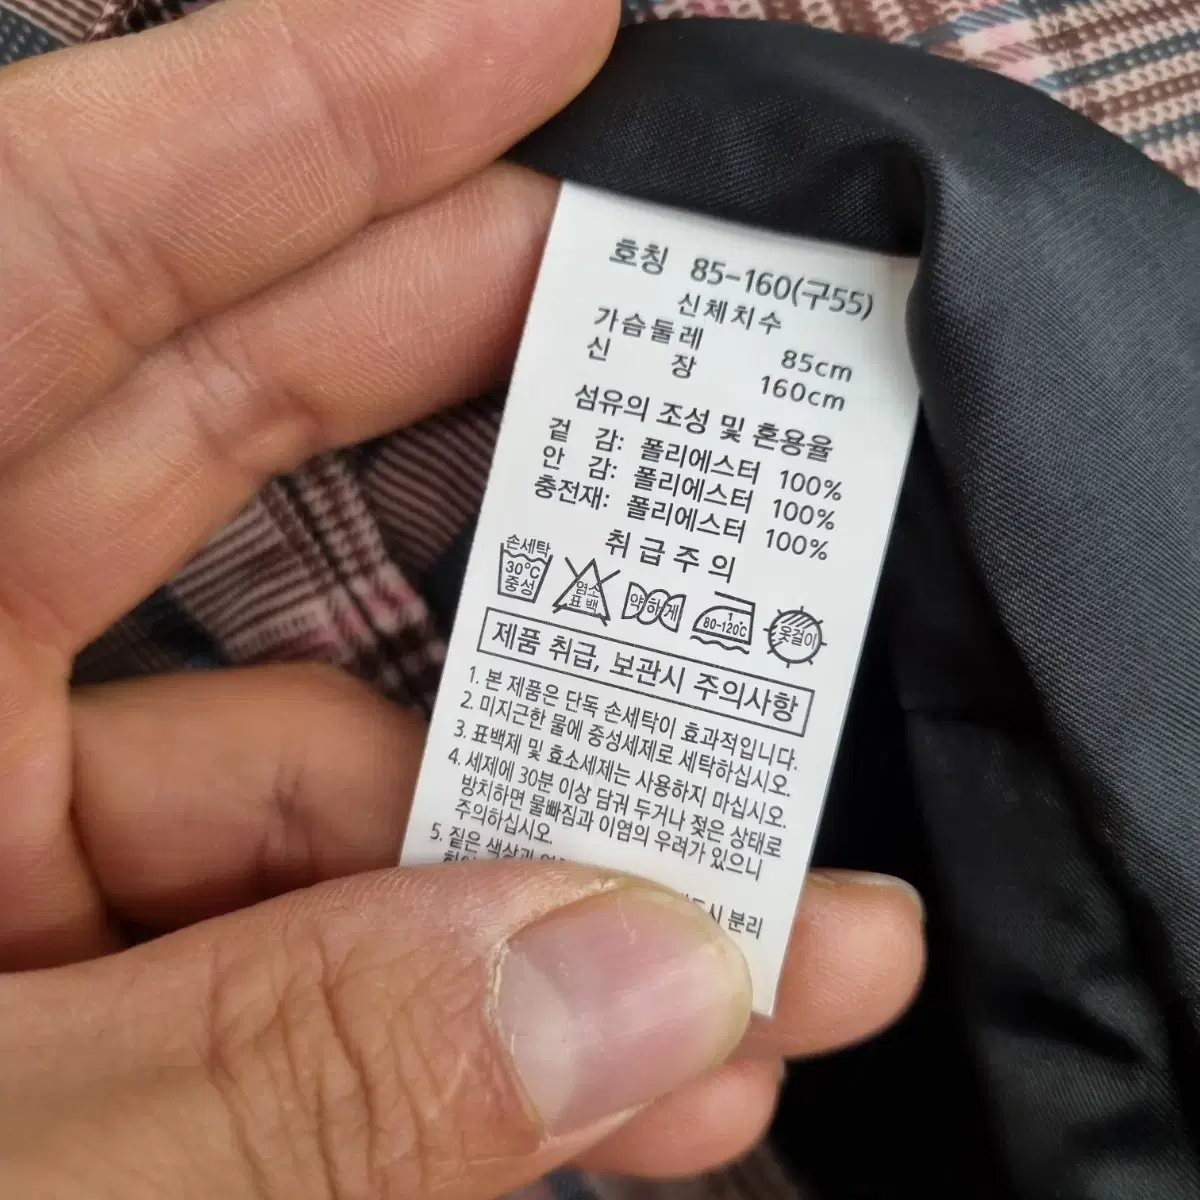 호칭 85-160(구55)
신체치수
가슴둘레 85cm
신 장 160cm
섬유의 조성 및 혼용율
겉 감: 폴리에스터 100%
안 감: 폴리에스터 100%
충전재: 폴리에스터 100%
취급주의
손세탁
30℃
중성
염소
표백
약하게
1
80-120℃
옷걸이
제품 취급, 보관시 주의사항
1. 본 제품은 단독 손세탁이 효과적입니다.
2. 미지근한 물에 중성세제로 세탁하십시오.
3. 표백제 및 효소세제는 사용하지 마십시오.
4. 세제에 30분 이상 담궈 두거나 젖은 상태로
방치하면 물빠짐과 이염의 우려가 있으니
주의하십시오.
5. 짙은 색상과
분리